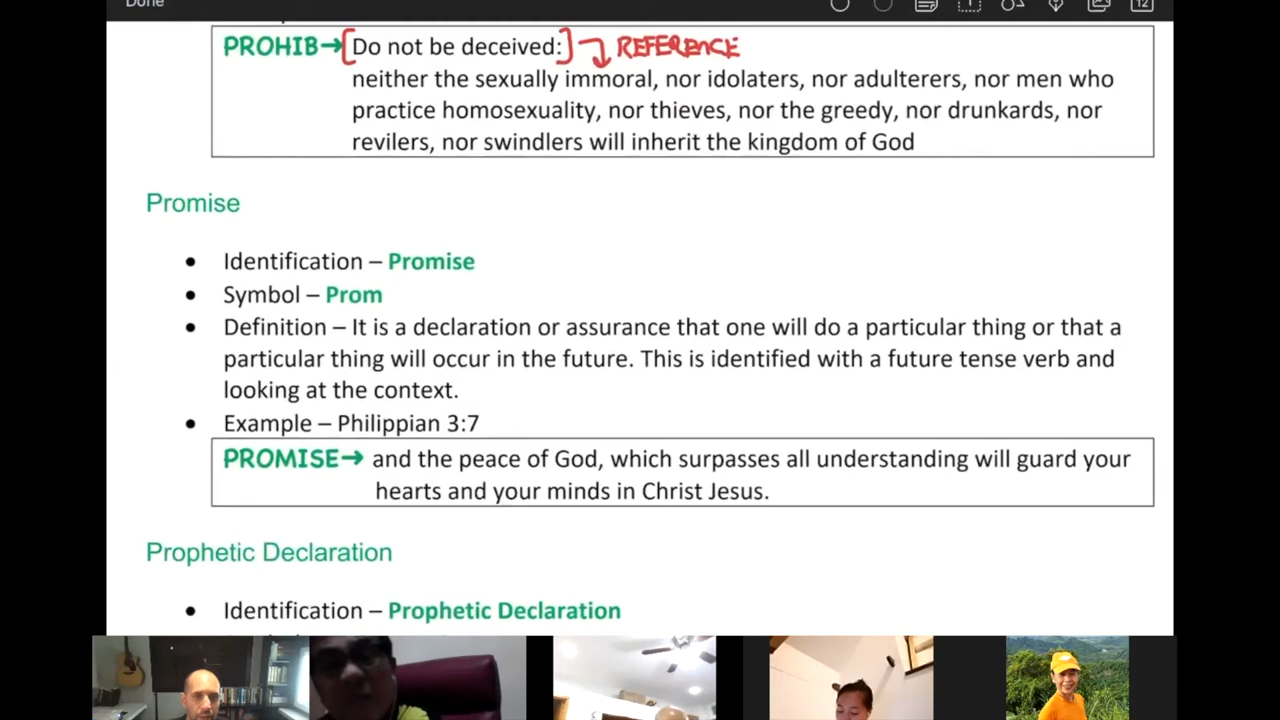 Done
12
PROHIB→[Do not be deceived:] REFERENCE
neither the sexually immoral, nor idolaters, nor adulterers, nor men who
practice homosexuality, nor thieves, nor the greedy, nor drunkards, nor
revilers, nor swindlers will inherit the kingdom of God
Promise
• Identification – Promise
• Symbol – Prom
• Definition – It is a declaration or assurance that one will do a particular thing or that a
particular thing will occur in the future. This is identified with a future tense verb and
looking at the context.
• Example – Philippian 3:7
PROMISE→ and the peace of God, which surpasses all understanding will guard your
hearts and your minds in Christ Jesus.
Prophetic Declaration
• Identification – Prophetic Declaration